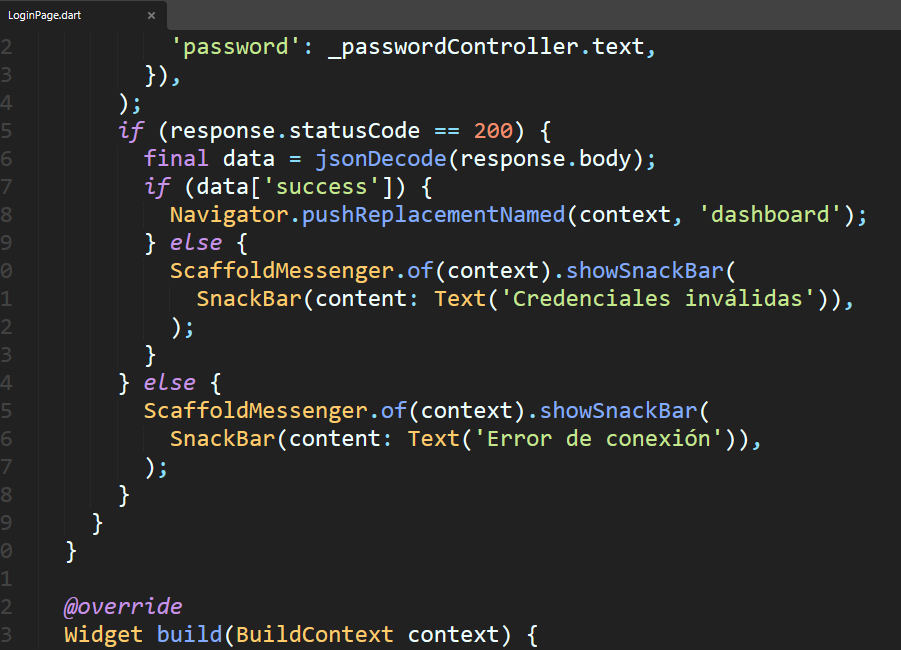 LoginPage.dart ×
2 'password': _passwordController.text,
3 }),
4 );
5 if (response.statusCode == 200) {
6 final data = jsonDecode(response.body);
7 if (data['success']) {
8 Navigator.pushReplacementNamed(context, 'dashboard');
9 } else {
0 ScaffoldMessenger.of(context).showSnackBar(
1 SnackBar(content: Text('Credenciales inválidas')),
2 );
3 }
4 } else {
5 ScaffoldMessenger.of(context).showSnackBar(
6 SnackBar(content: Text('Error de conexión')),
7 );
8 }
9 }
0 }
1
2 @override
3 Widget build(BuildContext context) {